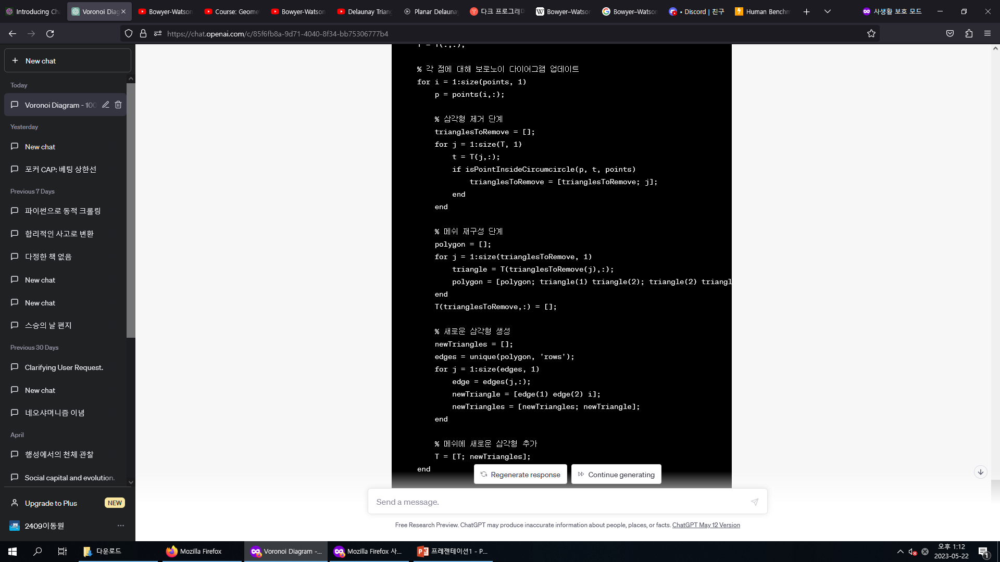 Introducing Ch
Voronoi Diag
Bowyer-Watson
Course: Geome
Bowyer-Watson
Delaunay Triang
Planar Delaunay
다크 프로그래머
Bowyer–Watson
Bowyer–Watson
• Discord | 친구
Human Benchm
사생활 보호 모드
https://chat.openai.com/c/85f6fb8a-9d71-4040-8f34-bb75306777b4
New chat
Today
Voronoi Diagram - 100
Yesterday
New chat
포커 CAP: 베팅 상한선
Previous 7 Days
파이썬으로 동적 크롤링
합리적인 사고로 변환
다정한 책 없음
New chat
New chat
스승의 날 편지
Previous 30 Days
Clarifying User Request.
New chat
네오샤머니즘 이념
April
행성에서의 천체 관찰
Social capital and evolution.
Upgrade to Plus
NEW
2409이동원
% 각 점에 대해 보로노이 다이어그램 업데이트
for i = 1:size(points, 1)
p = points(i,:);
% 삼각형 제거 단계
trianglesToRemove = [];
for j = 1:size(T, 1)
t = T(j,:);
if isPointInsideCircumcircle(p, t, points)
trianglesToRemove = [trianglesToRemove; j];
end
end
% 메쉬 재구성 단계
polygon = [];
for j = 1:size(trianglesToRemove, 1)
triangle = T(trianglesToRemove(j),:);
polygon = [polygon; triangle(1) triangle(2); triangle(2) triangl
end
T(trianglesToRemove,:) = [];
% 새로운 삼각형 생성
newTriangles = [];
edges = unique(polygon, 'rows');
for j = 1:size(edges, 1)
edge = edges(j,:);
newTriangle = [edge(1) edge(2) i];
newTriangles = [newTriangles; newTriangle];
end
% 메쉬에 새로운 삼각형 추가
T = [T; newTriangles];
end
Regenerate response
Continue generating
Send a message.
Free Research Preview. ChatGPT may produce inaccurate information about people, places, or facts. ChatGPT May 12 Version
다운로드
Mozilla Firefox
Voronoi Diagram -...
Mozilla Firefox 사...
프레젠테이션1 - P...
오후 1:12
2023-05-22
1